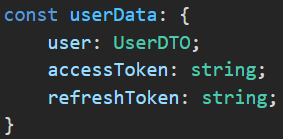 const userData: {
    user: UserDTO;
    accessToken: string;
    refreshToken: string;
}